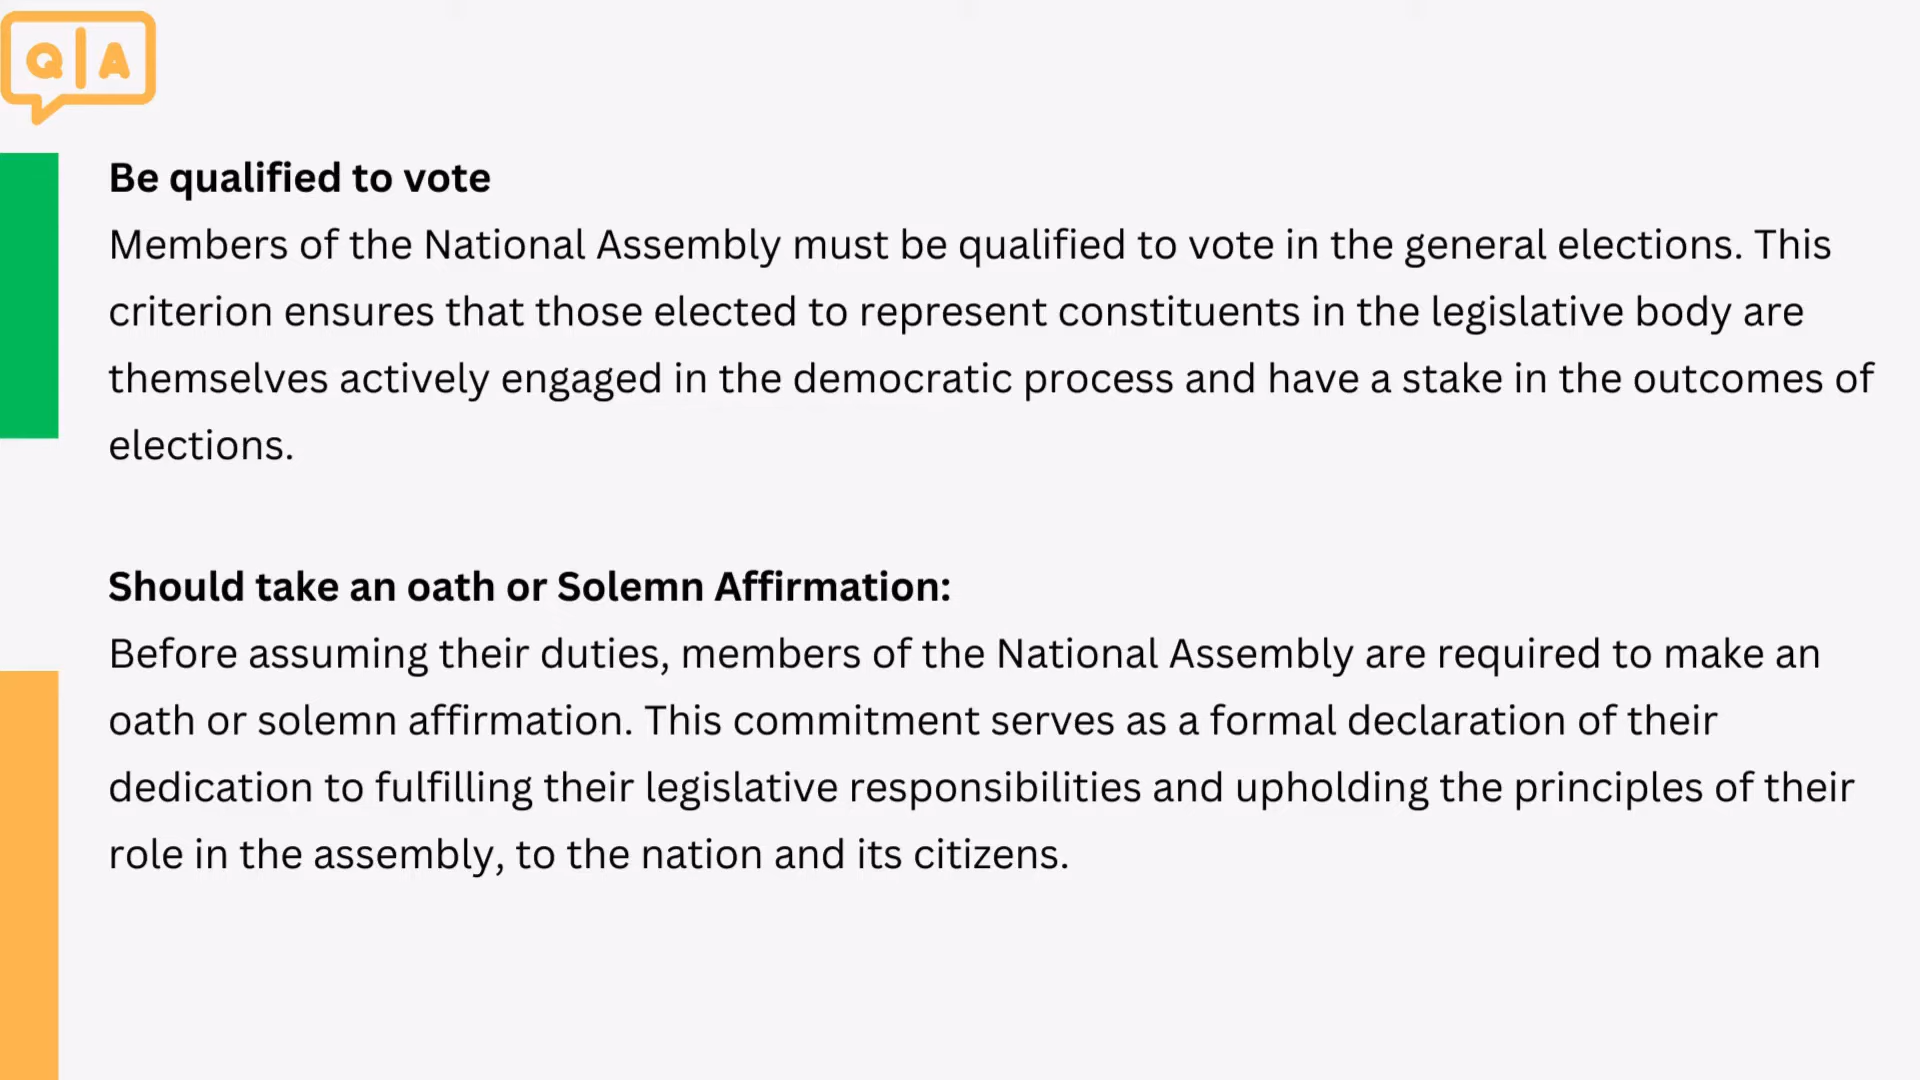 Q|A
Be qualified to vote
Members of the National Assembly must be qualified to vote in the general elections. This
criterion ensures that those elected to represent constituents in the legislative body are
themselves actively engaged in the democratic process and have a stake in the outcomes of
elections.
Should take an oath or Solemn Affirmation:
Before assuming their duties, members of the National Assembly are required to make an
oath or solemn affirmation. This commitment serves as a formal declaration of their
dedication to fulfilling their legislative responsibilities and upholding the principles of their
role in the assembly, to the nation and its citizens.